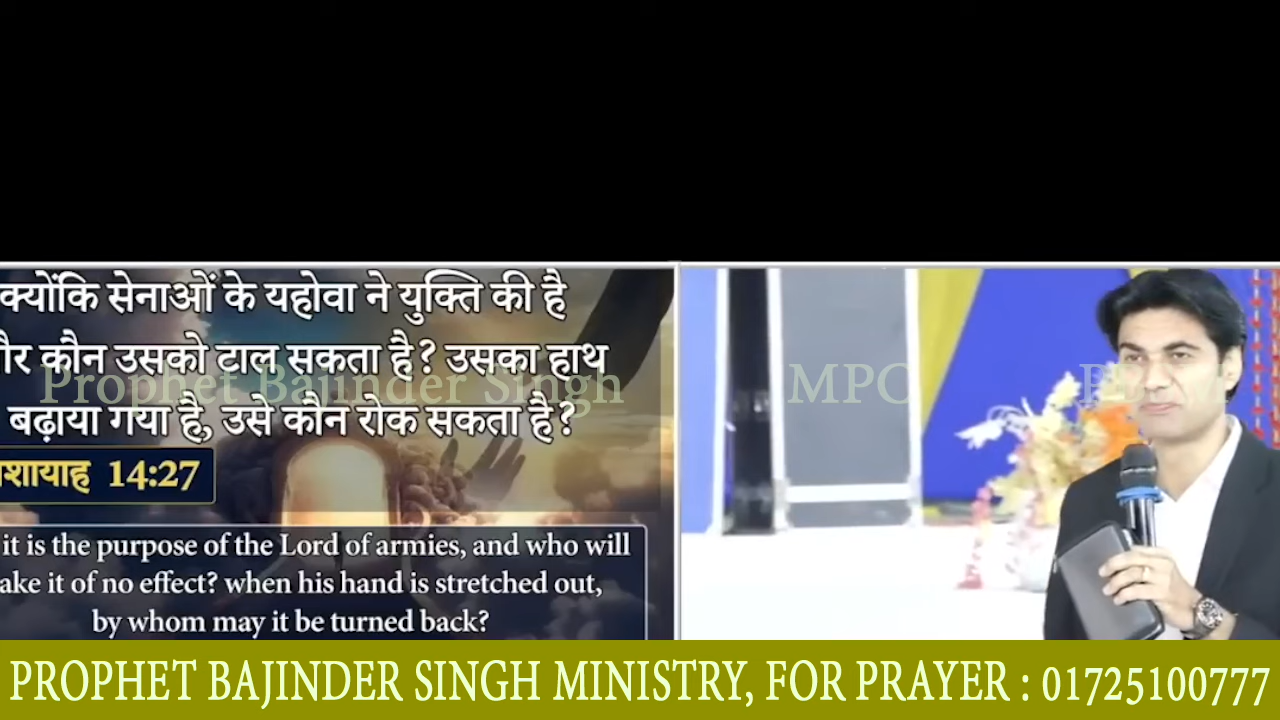 क्योंकि सेनाओं के यहोवा ने युक्ति की है
कौन उसको टाल सकता है? उसका हाथ
Prophet Bajinder Singh MPC
बढ़ाया गया है, उसे कौन रोक सकता है?
14:27
it is the purpose of the Lord of armies, and who will
it of no effect? when his hand is stretched out,
by whom may it be turned back?
PROPHET BAJINDER SINGH MINISTRY, FOR PRAYER : 01725100777